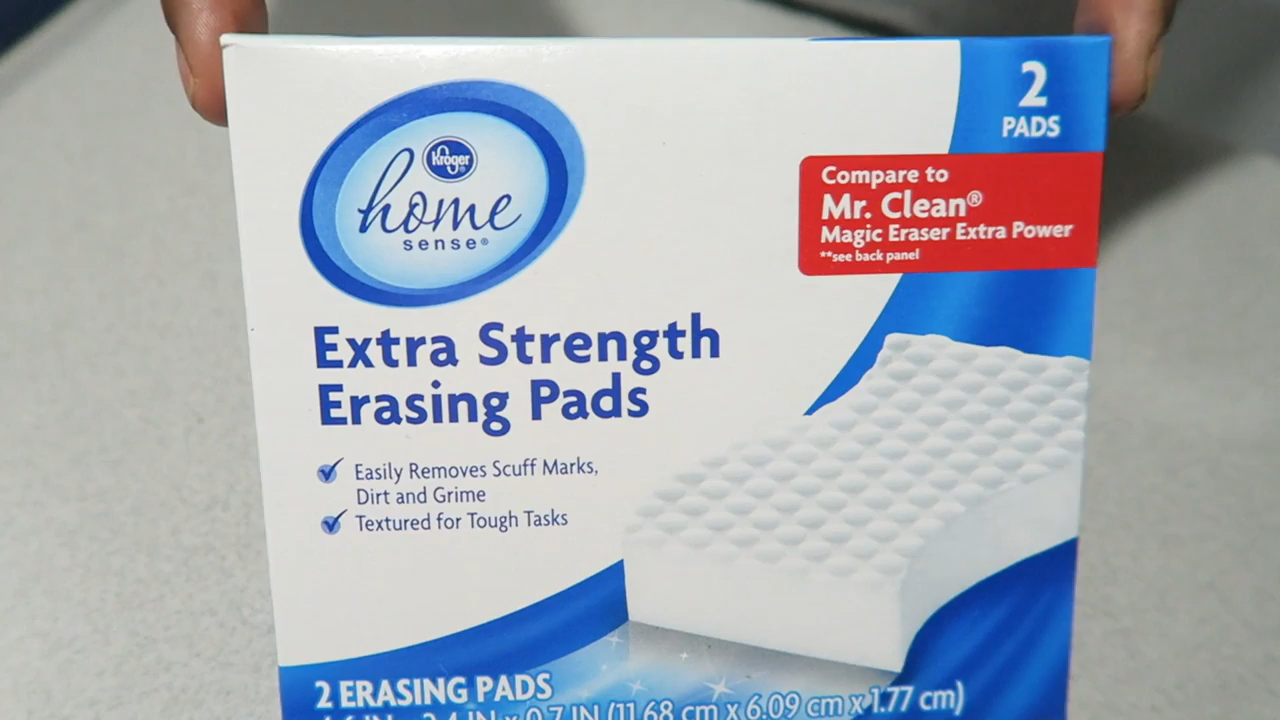 2
PADS
Kroger®
home
sense®
Compare to
Mr. Clean®
Magic Eraser Extra Power
**see back panel
Extra Strength
Erasing Pads
Easily Removes Scuff Marks,
Dirt and Grime
Textured for Tough Tasks
2 ERASING PADS
4.6 IN x 2.4 IN x 0.7 IN (11.68 cm x 6.09 cm x 1.77 cm)